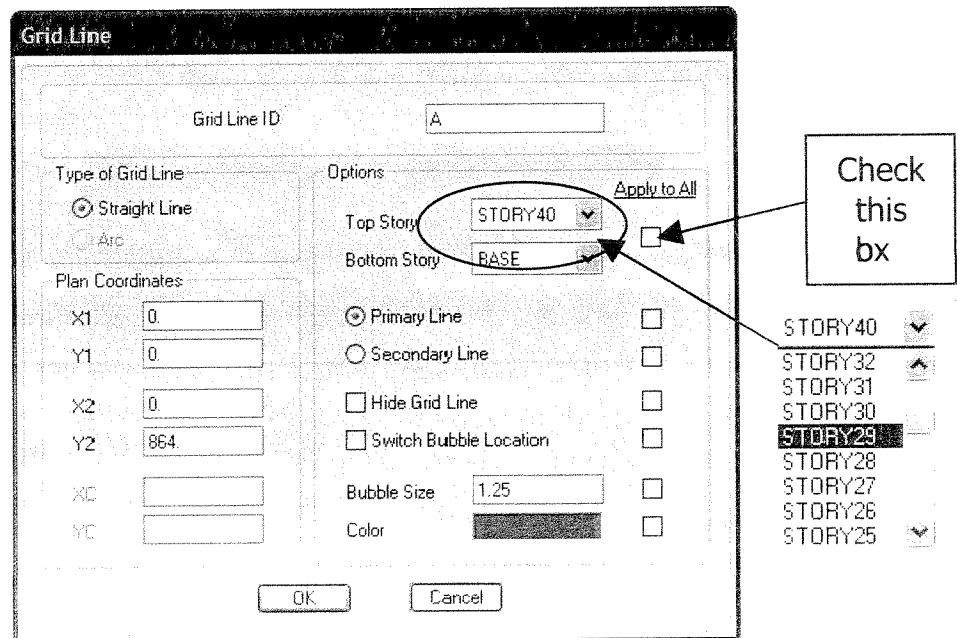 Grid Line
Grid Line ID
A
Type of Grid Line
Straight Line
Arc
Plan Coordinates
X1 0.
Y1 0.
X2 0.
Y2 864.
XC
YC
Options
Apply to All
Top Story STORY40
Bottom Story BASE
Primary Line
Secondary Line
Hide Grid Line
Switch Bubble Location
Bubble Size 1.25
Color
OK Cancel
Check
this
bx
STORY40
STORY32
STORY31
STORY30
STORY29
STORY28
STORY27
STORY26
STORY25